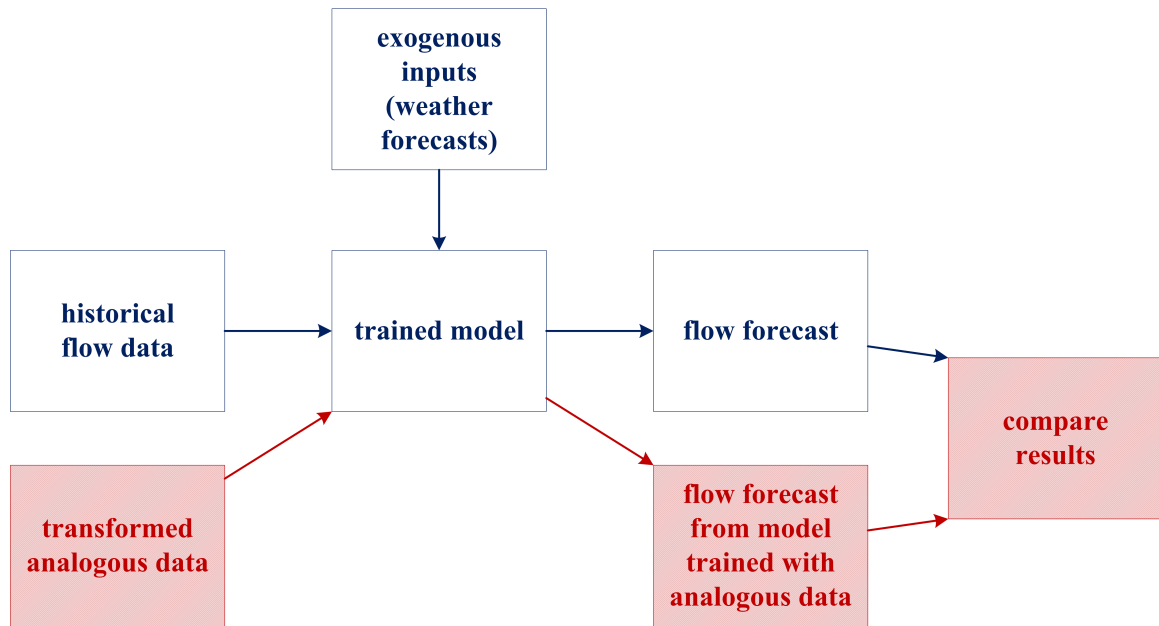 exogenous
inputs
(weather
forecasts)
historical
flow data
trained model
flow forecast
compare
results
transformed
analogous data
flow forecast
from model
trained with
analogous data